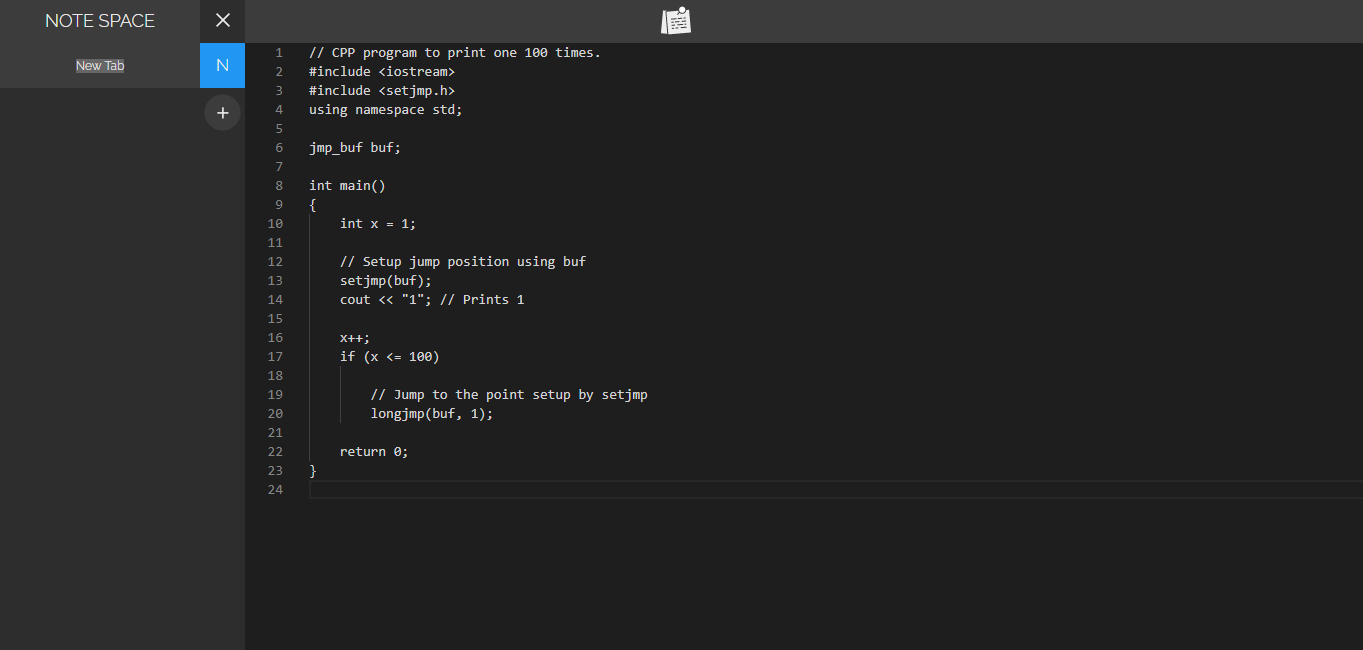 NOTE SPACE
New Tab
N
+
1 // CPP program to print one 100 times.
2 #include <iostream>
3 #include <setjmp.h>
4 using namespace std;
5
6 jmp_buf buf;
7
8 int main()
9 {
10 int x = 1;
11
12 // Setup jump position using buf
13 setjmp(buf);
14 cout << "1"; // Prints 1
15
16 x++;
17 if (x <= 100)
18
19 // Jump to the point setup by setjmp
20 longjmp(buf, 1);
21
22 return 0;
23 }
24